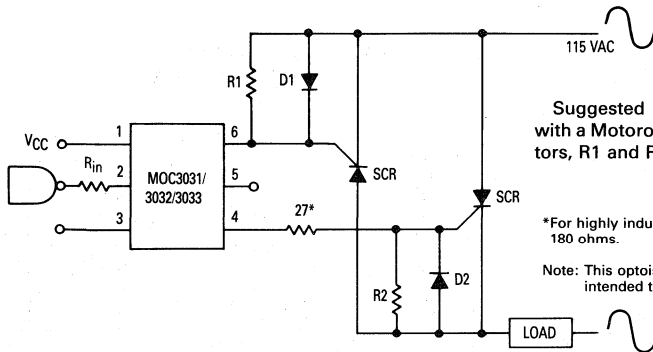 115 VAC
R1
D1
VCC
1
6
Rin
2
MOC3031/
3032/3033
5
SCR
SCR
3
4
27*
R2
D2
LOAD
Suggested
with a Motoro
tors, R1 and R
*For highly indu
180 ohms.
Note: This optois
intended t